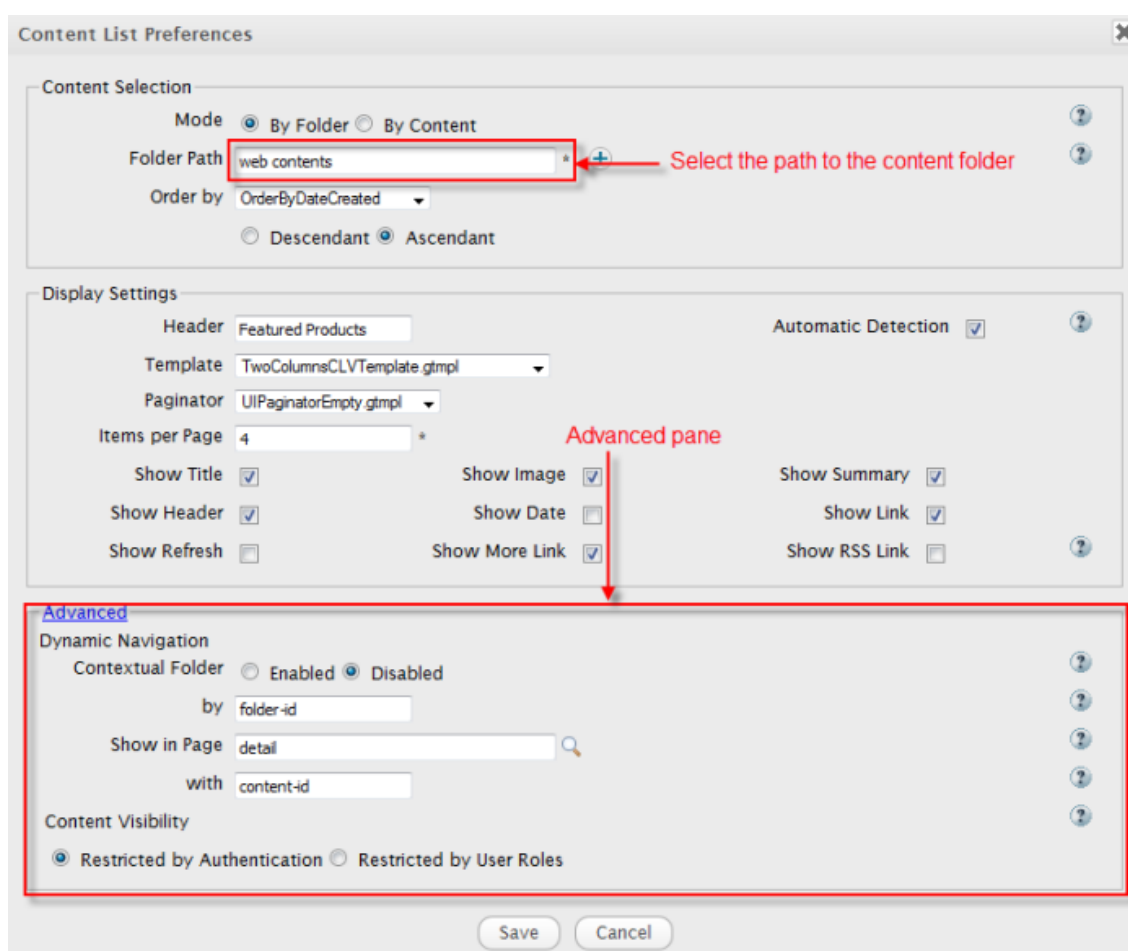 Content List Preferences
Content Selection
Mode By Folder By Content
Folder Path web contents * Select the path to the content folder
Order by OrderByDateCreated
Descendant Ascendant
Display Settings
Header Featured Products Automatic Detection
Template TwoColumnsCLVTemplate.gtmpl
Paginator UIPaginatorEmpty.gtmpl
Items per Page 4 *
Advanced pane
Show Title Show Image Show Summary
Show Header Show Date Show Link
Show Refresh Show More Link Show RSS Link
Advanced
Dynamic Navigation
Contextual Folder Enabled Disabled
by folder-id
Show in Page detail
with content-id
Content Visibility
Restricted by Authentication Restricted by User Roles
Save Cancel